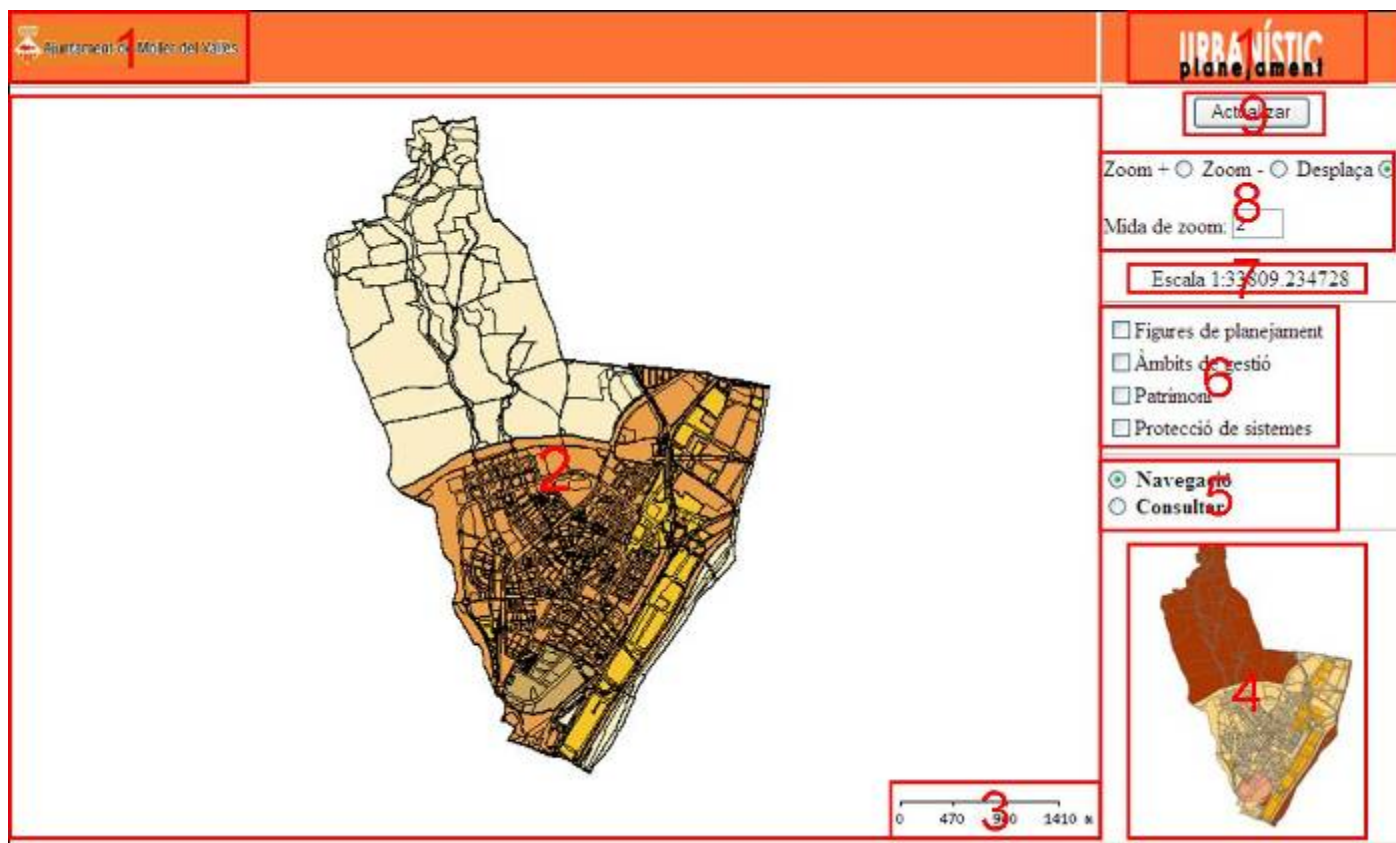 Ajuntament de Mollet del Vallès
1
URBANÍSTIC
planejament
1
Actualizar
9
Zoom + Zoom - Desplaça
8
Mida de zoom: 2
7
Escala 1:33809.234728
Figures de planejament
Àmbits de gestió
6
Patrimoni
Protecció de sistemes
Navegació
5
Consultar
2
4
3
0 470 940 1410 m